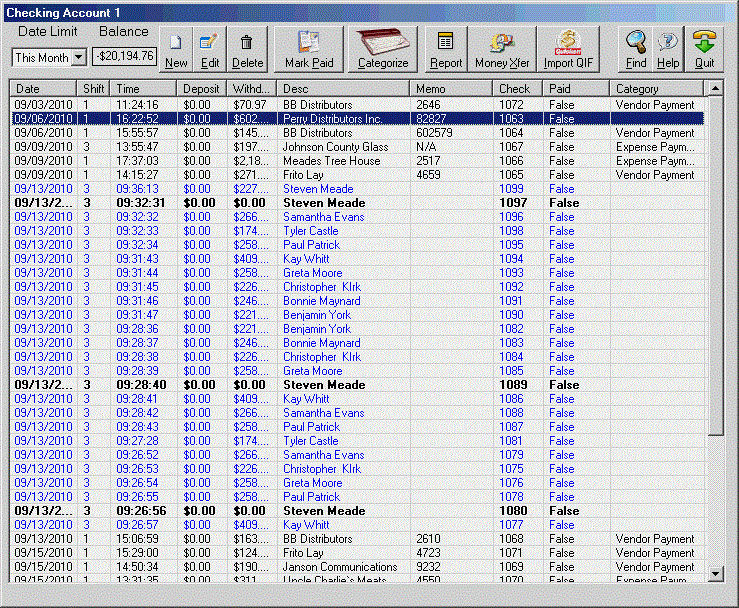 Checking Account 1
Date Limit Balance
This Month -$20,194.76 New Edit Delete Mark Paid Categorize Report Money Xfer Import QIF Find Help Quit
Date Shift Time Deposit Withd... Desc Memo Check Paid Category
09/03/2010 1 11:24:16 $0.00 $70.97 BB Distributors 2646 1072 False Vendor Payment
09/06/2010 1 16:22:52 $0.00 $602.... Perry Distributors Inc. 82827 1063 False
09/06/2010 1 15:55:57 $0.00 $145.... BB Distributors 602579 1064 False Vendor Payment
09/09/2010 3 13:55:47 $0.00 $197.... Johnson County Glass N/A 1067 False Expense Paym...
09/09/2010 1 17:37:03 $0.00 $2,18... Meades Tree House 2517 1066 False Expense Paym...
09/09/2010 1 14:15:27 $0.00 $271.... Frito Lay 4659 1065 False Vendor Payment
09/13/2010 3 09:36:13 $0.00 $227.... Steven Meade 1099 False
09/13/2... 3 09:32:31 $0.00 $0.00 Steven Meade 1097 False
09/13/2010 3 09:32:32 $0.00 $266.... Samantha Evans 1096 False
09/13/2010 3 09:32:33 $0.00 $174.... Tyler Castle 1098 False
09/13/2010 3 09:32:34 $0.00 $258.... Paul Patrick 1095 False
09/13/2010 3 09:31:43 $0.00 $409.... Kay Whitt 1094 False
09/13/2010 3 09:31:44 $0.00 $258.... Greta Moore 1093 False
09/13/2010 3 09:31:45 $0.00 $226.... Christopher Klrk 1092 False
09/13/2010 3 09:31:46 $0.00 $246.... Bonnie Maynard 1091 False
09/13/2010 3 09:31:47 $0.00 $221.... Benjamin York 1090 False
09/13/2010 3 09:28:36 $0.00 $221.... Benjamin York 1082 False
09/13/2010 3 09:28:37 $0.00 $246.... Bonnie Maynard 1083 False
09/13/2010 3 09:28:38 $0.00 $226.... Christopher Klrk 1084 False
09/13/2010 3 09:28:39 $0.00 $258.... Greta Moore 1085 False
09/13/2... 3 09:28:40 $0.00 $0.00 Steven Meade 1089 False
09/13/2010 3 09:28:41 $0.00 $409.... Kay Whitt 1086 False
09/13/2010 3 09:28:42 $0.00 $266.... Samantha Evans 1088 False
09/13/2010 3 09:28:43 $0.00 $258.... Paul Patrick 1087 False
09/13/2010 3 09:27:28 $0.00 $174.... Tyler Castle 1081 False
09/13/2010 3 09:26:52 $0.00 $266.... Samantha Evans 1079 False
09/13/2010 3 09:26:53 $0.00 $226.... Christopher Klrk 1075 False
09/13/2010 3 09:26:54 $0.00 $258.... Greta Moore 1076 False
09/13/2010 3 09:26:55 $0.00 $258.... Paul Patrick 1078 False
09/13/2... 3 09:26:56 $0.00 $0.00 Steven Meade 1080 False
09/13/2010 3 09:26:57 $0.00 $409.... Kay Whitt 1077 False
09/13/2010 1 15:06:59 $0.00 $163.... BB Distributors 2610 1068 False Vendor Payment
09/15/2010 1 15:29:00 $0.00 $124.... Frito Lay 4723 1071 False Vendor Payment
09/15/2010 1 14:50:34 $0.00 $190.... Janson Communications 9232 1069 False Expense Paym...
09/15/2010 1 13:31:35 $0.00 $311.... Uncle Charlie`s Meats 4550 1070 False Expense Paym...